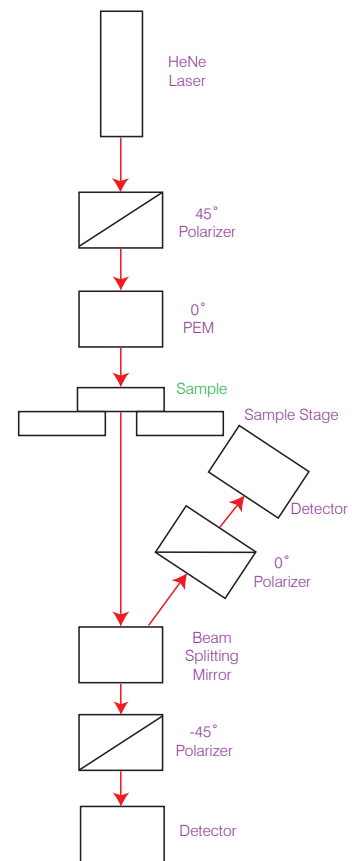 HeNe
Laser
45°
Polarizer
0°
PEM
Sample
Sample Stage
Detector
0°
Polarizer
Beam
Splitting
Mirror
-45°
Polarizer
Detector